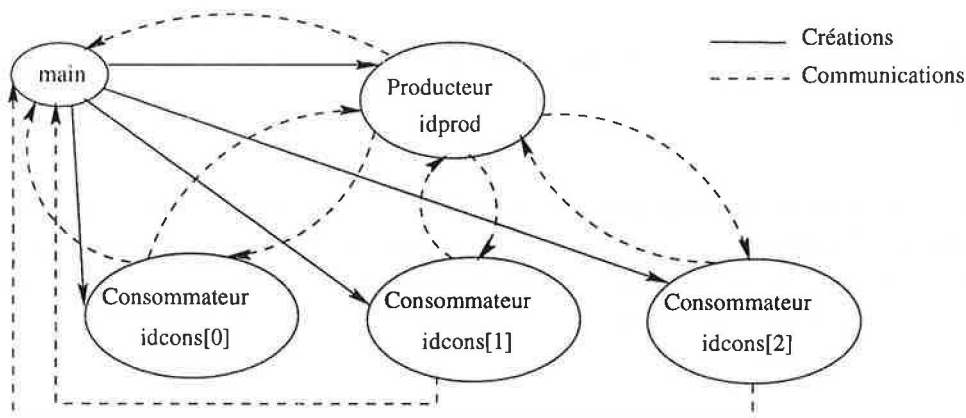 main
Producteur
idprod
Créations
Communications
Consommateur
idcons[0]
Consommateur
idcons[1]
Consommateur
idcons[2]